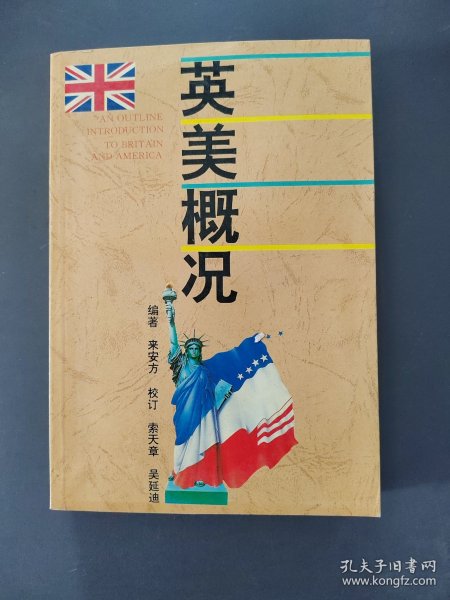 AN OUTLINE
INTRODUCTION
TO BRITAIN
AND AMERICA
英美概况
编著 来安方 校订 索天章 吴延迪
孔夫子旧书网
www.kongfz.com